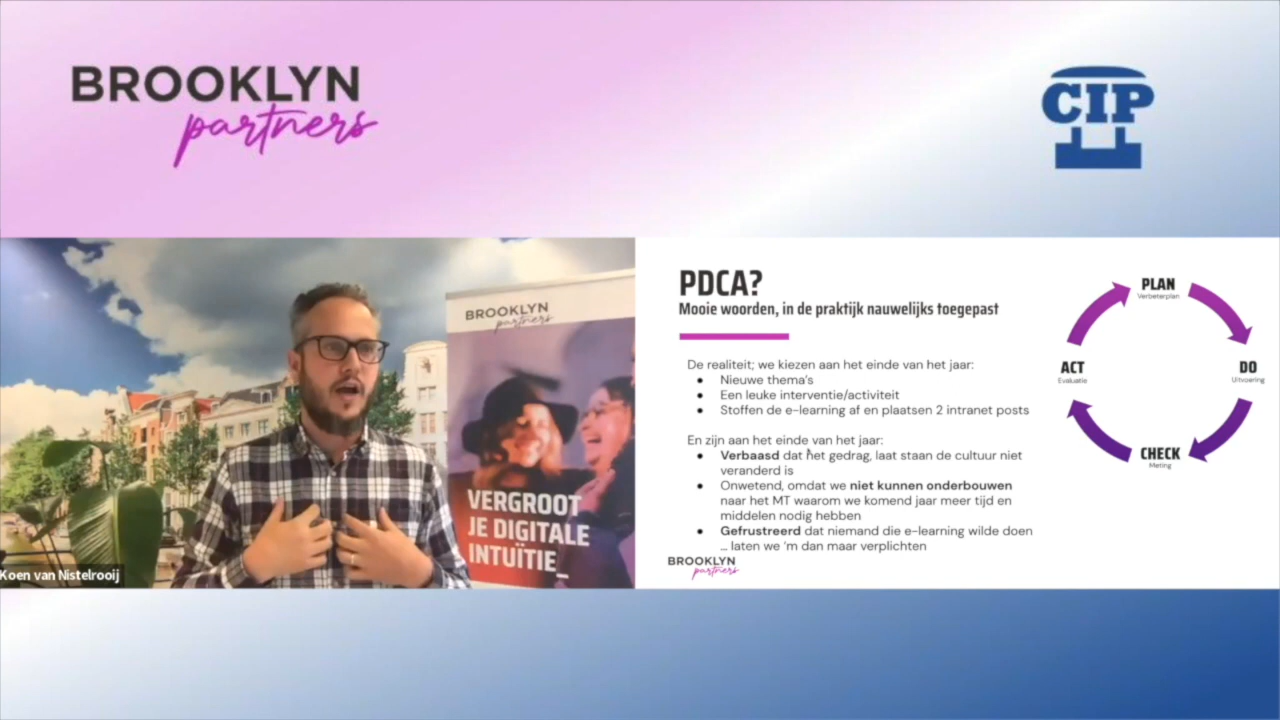 BROOKLYN
partners
CIP
BROOKLYN
partners
VERGROOT
JE DIGITALE
INTUÏTIE_
Koen van Nistelrooij
PDCA?
Mooie woorden, in de praktijk nauwelijks toegepast
De realiteit; we kiezen aan het einde van het jaar:
● Nieuwe thema's
● Een leuke interventie/activiteit
● Stoffen de e-learning af en plaatsen 2 intranet posts
En zijn aan het einde van het jaar:
● Verbaasd dat het gedrag, laat staan de cultuur niet
veranderd is
● Onwetend, omdat we niet kunnen onderbouwen
naar het MT waarom we komend jaar meer tijd en
middelen nodig hebben
● Gefrustreerd dat niemand die e-learning wilde doen
... laten we 'm dan maar verplichten
BROOKLYN
partners
PLAN
Verbeterplan
DO
Uitvoering
CHECK
Meting
ACT
Evaluatie